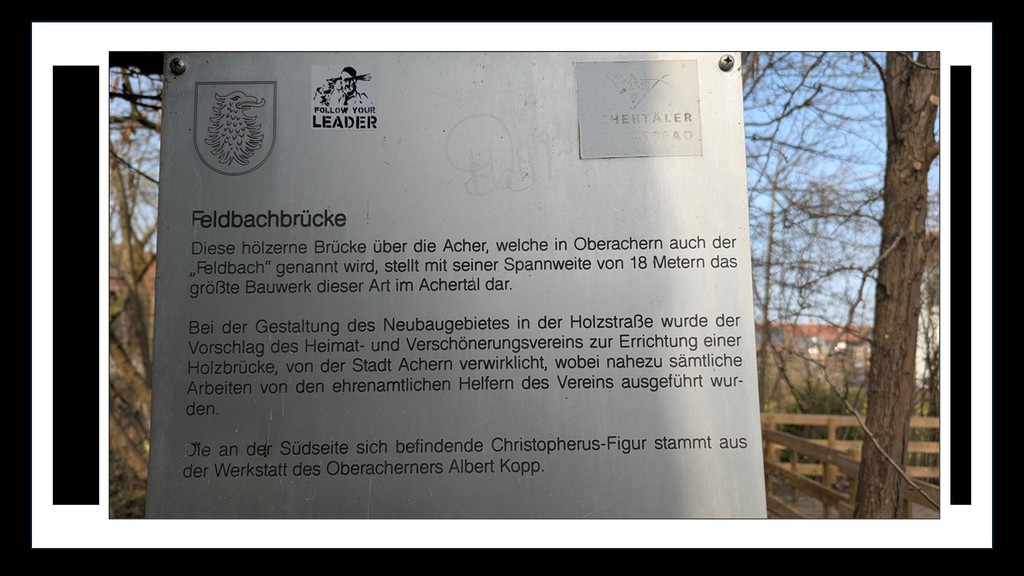 FOLLOW YOUR
LEADER
Feldbachbrücke
Diese hölzerne Brücke über die Acher, welche in Oberachern auch der
„Feldbach“ genannt wird, stellt mit seiner Spannweite von 18 Metern das
größte Bauwerk dieser Art im Achertal dar.
Bei der Gestaltung des Neubaugebietes in der Holzstraße wurde der
Vorschlag des Heimat- und Verschönerungsvereins zur Errichtung einer
Holzbrücke, von der Stadt Achern verwirklicht, wobei nahezu sämtliche
Arbeiten von den ehrenamtlichen Helfern des Vereins ausgeführt wur-
den.
Die an der Südseite sich befindende Christopherus-Figur stammt aus
der Werkstatt des Oberacherners Albert Kopp.